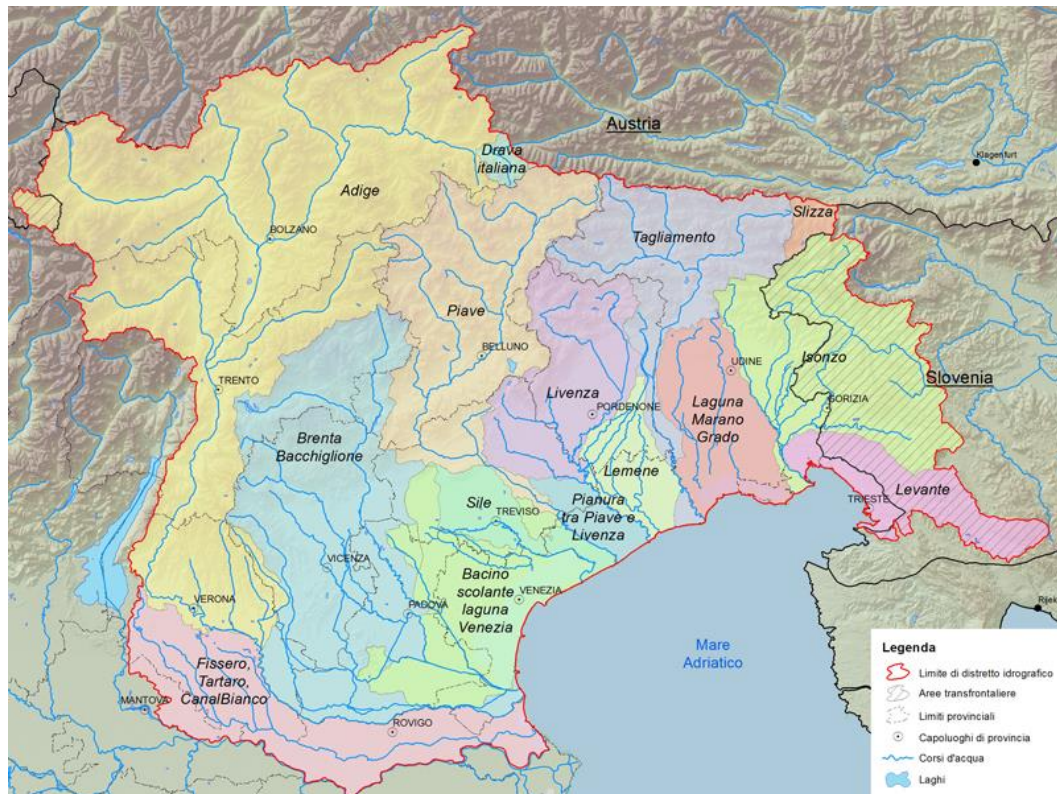 Austria
Klagenfurt
Drava
italiana
Adige
Slizza
BOLZANO
Tagliamento
Piave
BELLUNO
Isonzo
UDINE
Slovenia
TRENTO
Livenza
PORDENONE
Laguna
Marano
Grado
GORIZIA
Brenta
Bacchiglione
Lemene
Levante
TRIESTE
Sile
TREVISO
Pianura
tra Piave e
Livenza
VICENZA
Bacino
scolante
laguna
Venezia
VENEZIA
VERONA
PADOVA
Rijek
Mare
Adriatico
Fissero,
Tartaro,
CanalBianco
MANTOVA
ROVIGO
Legenda
Limite di distretto idrografico
Aree transfrontaliere
Limiti provinciali
Capoluoghi di provincia
Corsi d'acqua
Laghi